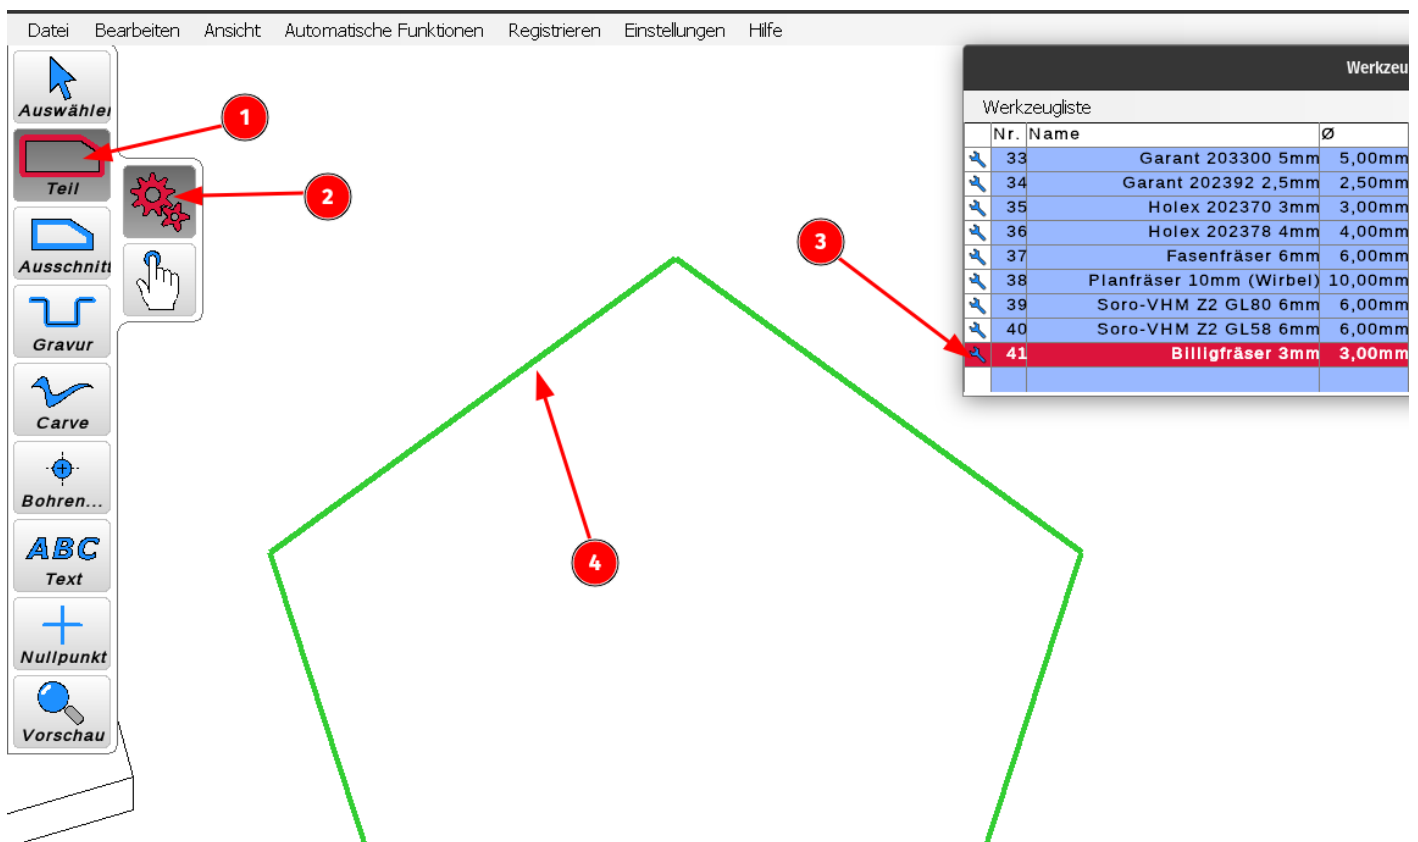 Datei Bearbeiten Ansicht Automatische Funktionen Registrieren Einstellungen Hilfe
Auswähler
Teil
Ausschnitt
Gravur
Carve
Bohren...
ABC
Text
Nullpunkt
Vorschau
1
2
3
4
Werkzeu
Werkzeugliste
Nr. Name Ø
33 Garant 203300 5mm 5,00mm
34 Garant 202392 2,5mm 2,50mm
35 Holex 202370 3mm 3,00mm
36 Holex 202378 4mm 4,00mm
37 Fasenfräser 6mm 6,00mm
38 Planfräser 10mm (Wirbel) 10,00mm
39 Soro-VHM Z2 GL80 6mm 6,00mm
40 Soro-VHM Z2 GL58 6mm 6,00mm
41 Billigfräser 3mm 3,00mm